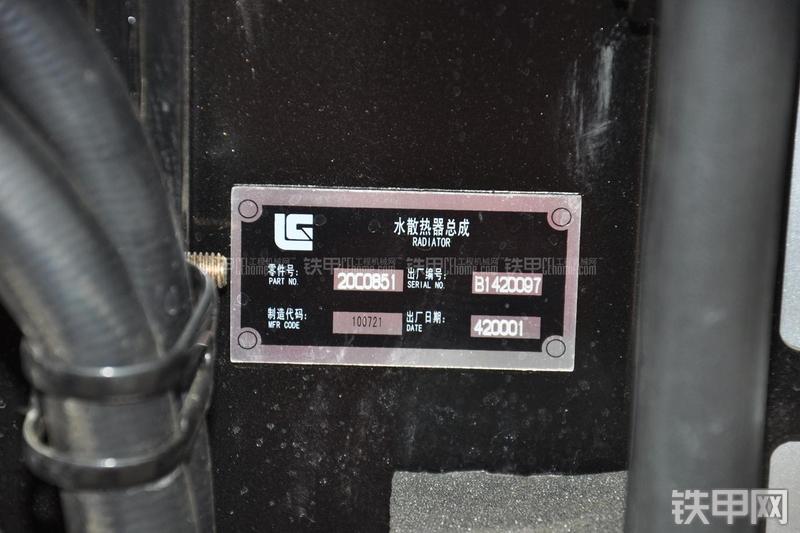 LG
水散热器总成
RADIATOR
零件号: 20C0851 出厂编号: B1420097
PART NO. SERIAL NO.
制造代码: 100721 出厂日期: 420001
MFR CODE DATE
铁甲网